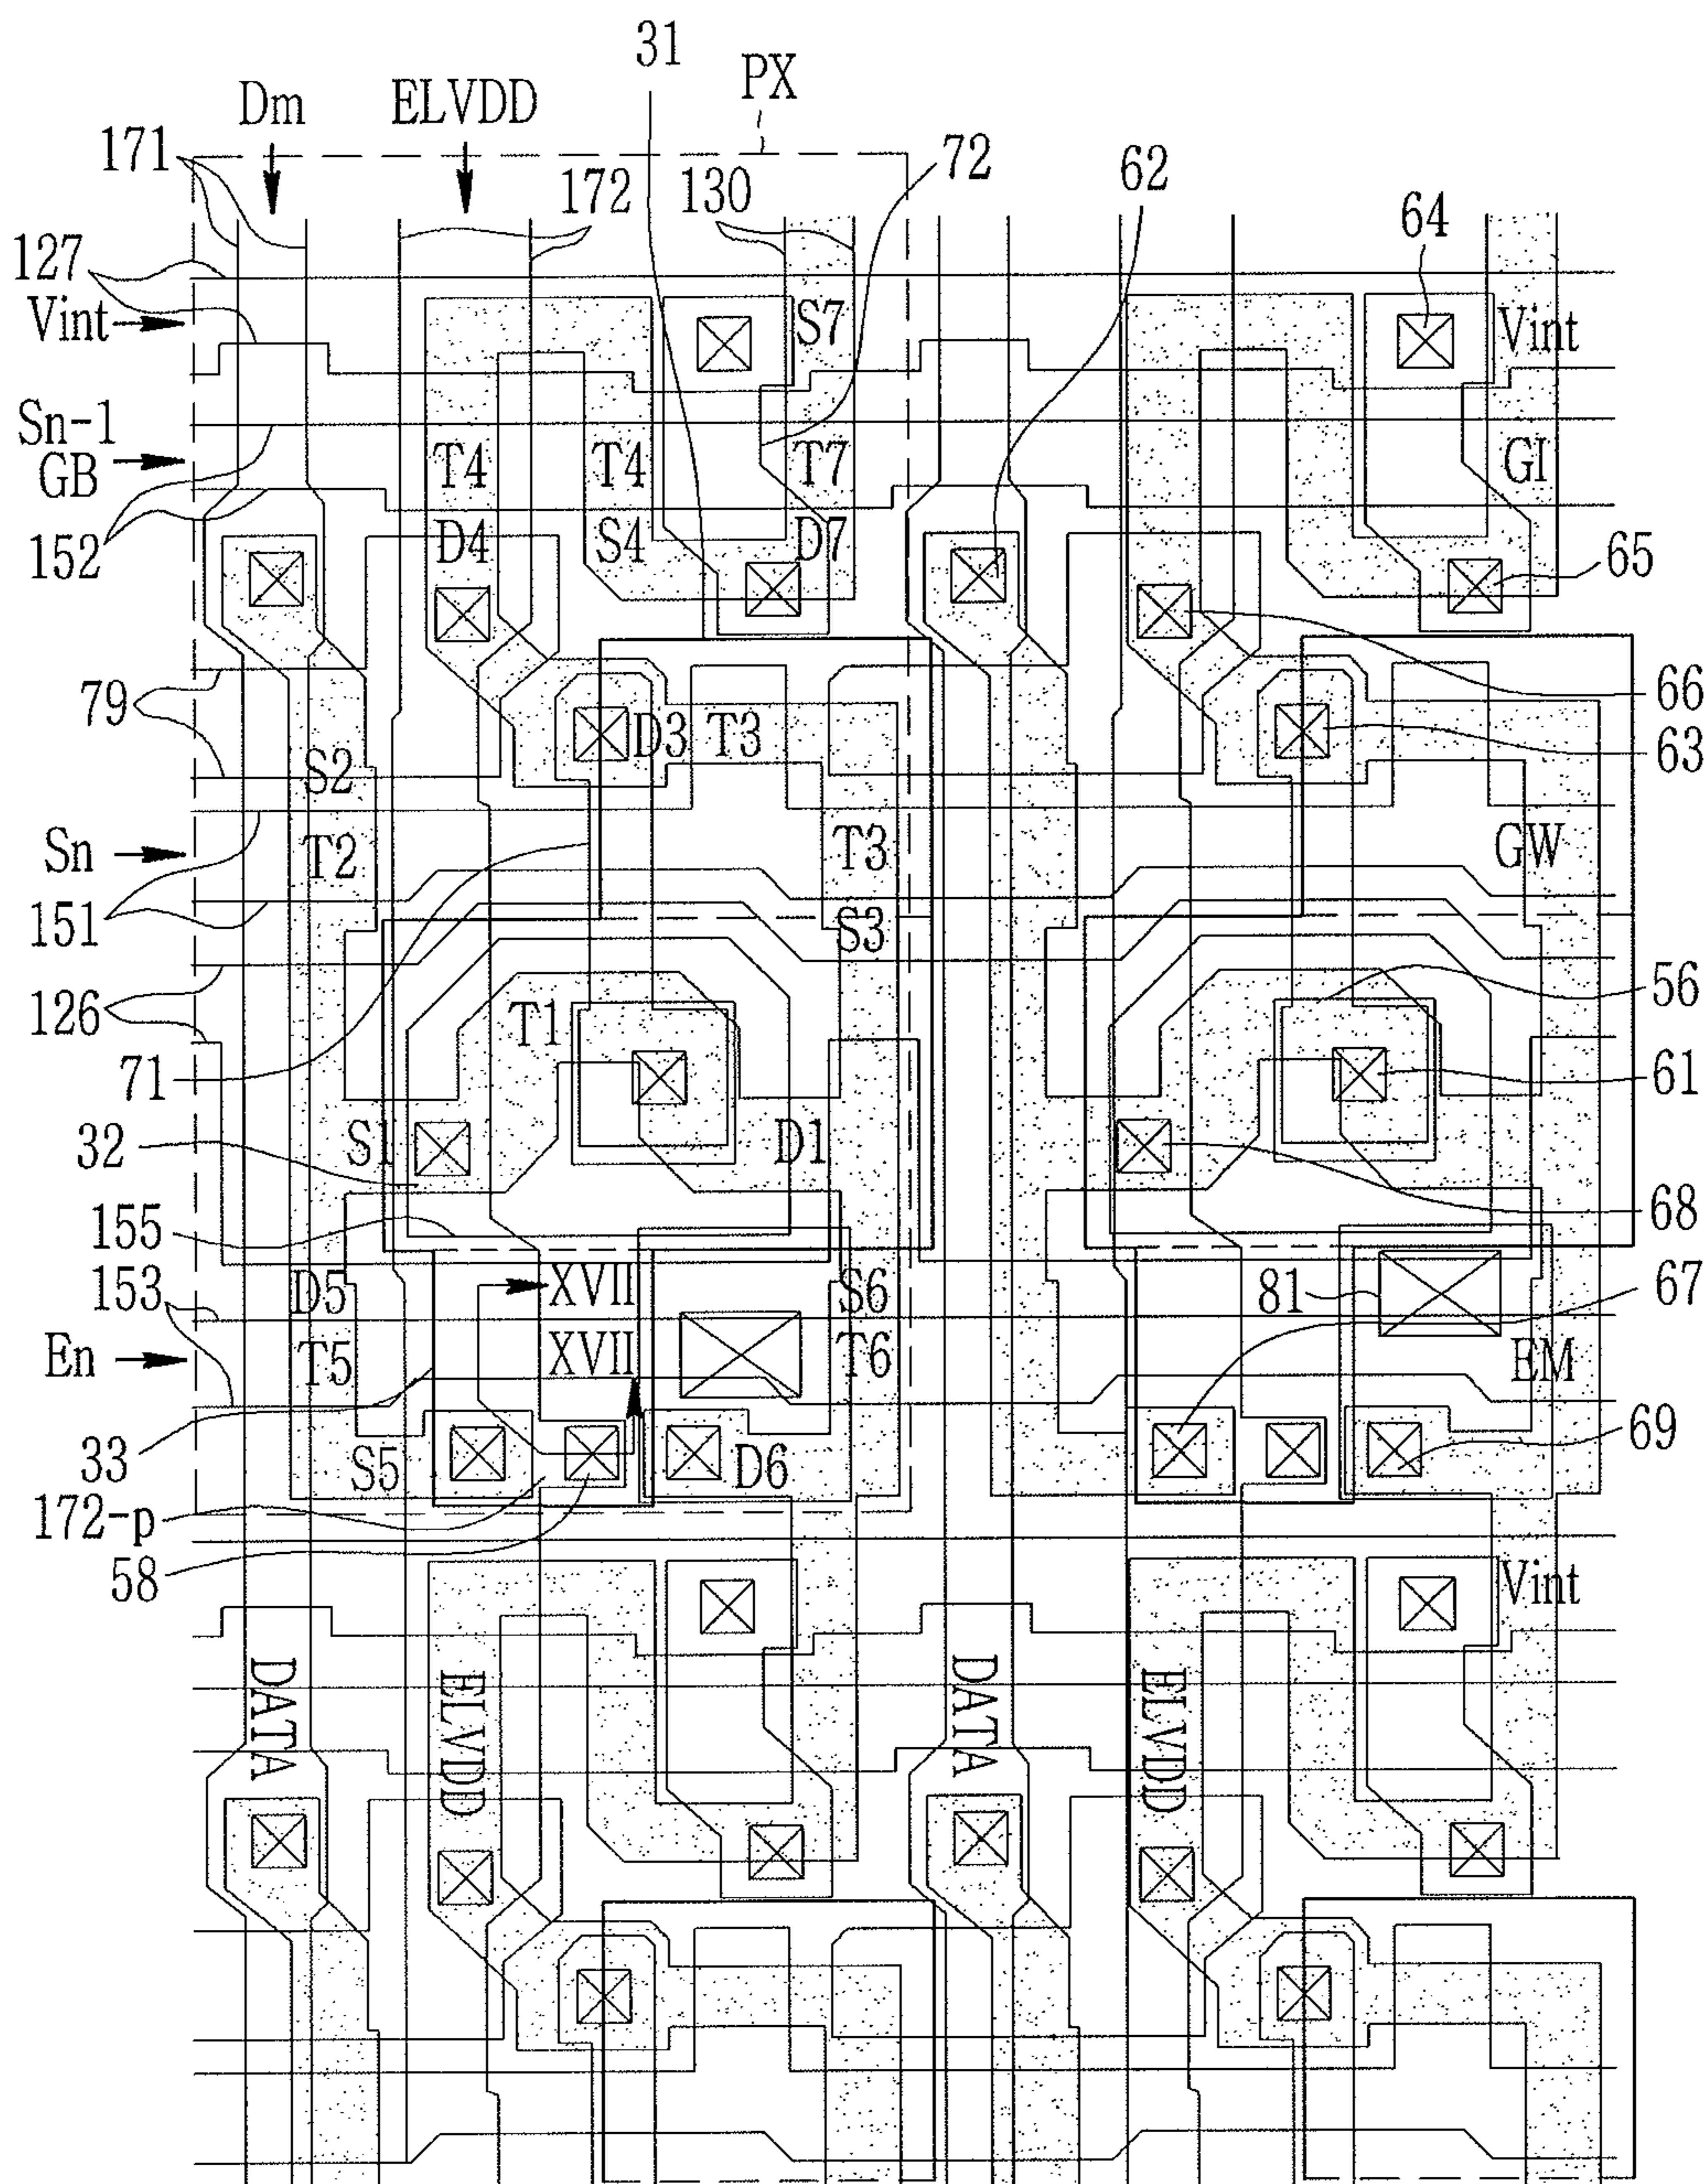 31
PX
Dm
ELVDD
171
72
62
172
130
64
127
Vint
S7
Vint
Sn-1
GB
T4
T4
T7
GI
152
D4
S4
D7
65
66
79
D3
T3
63
S2
Sn
T2
T3
GW
151
S3
126
56
T1
71
61
32
S1
D1
68
155
D5
XVII
S6
81
67
153
En
T5
XVII
T6
EM
33
S5
D6
69
172-p
58
Vint
DATA
ELVDD
DATA
ELVDD